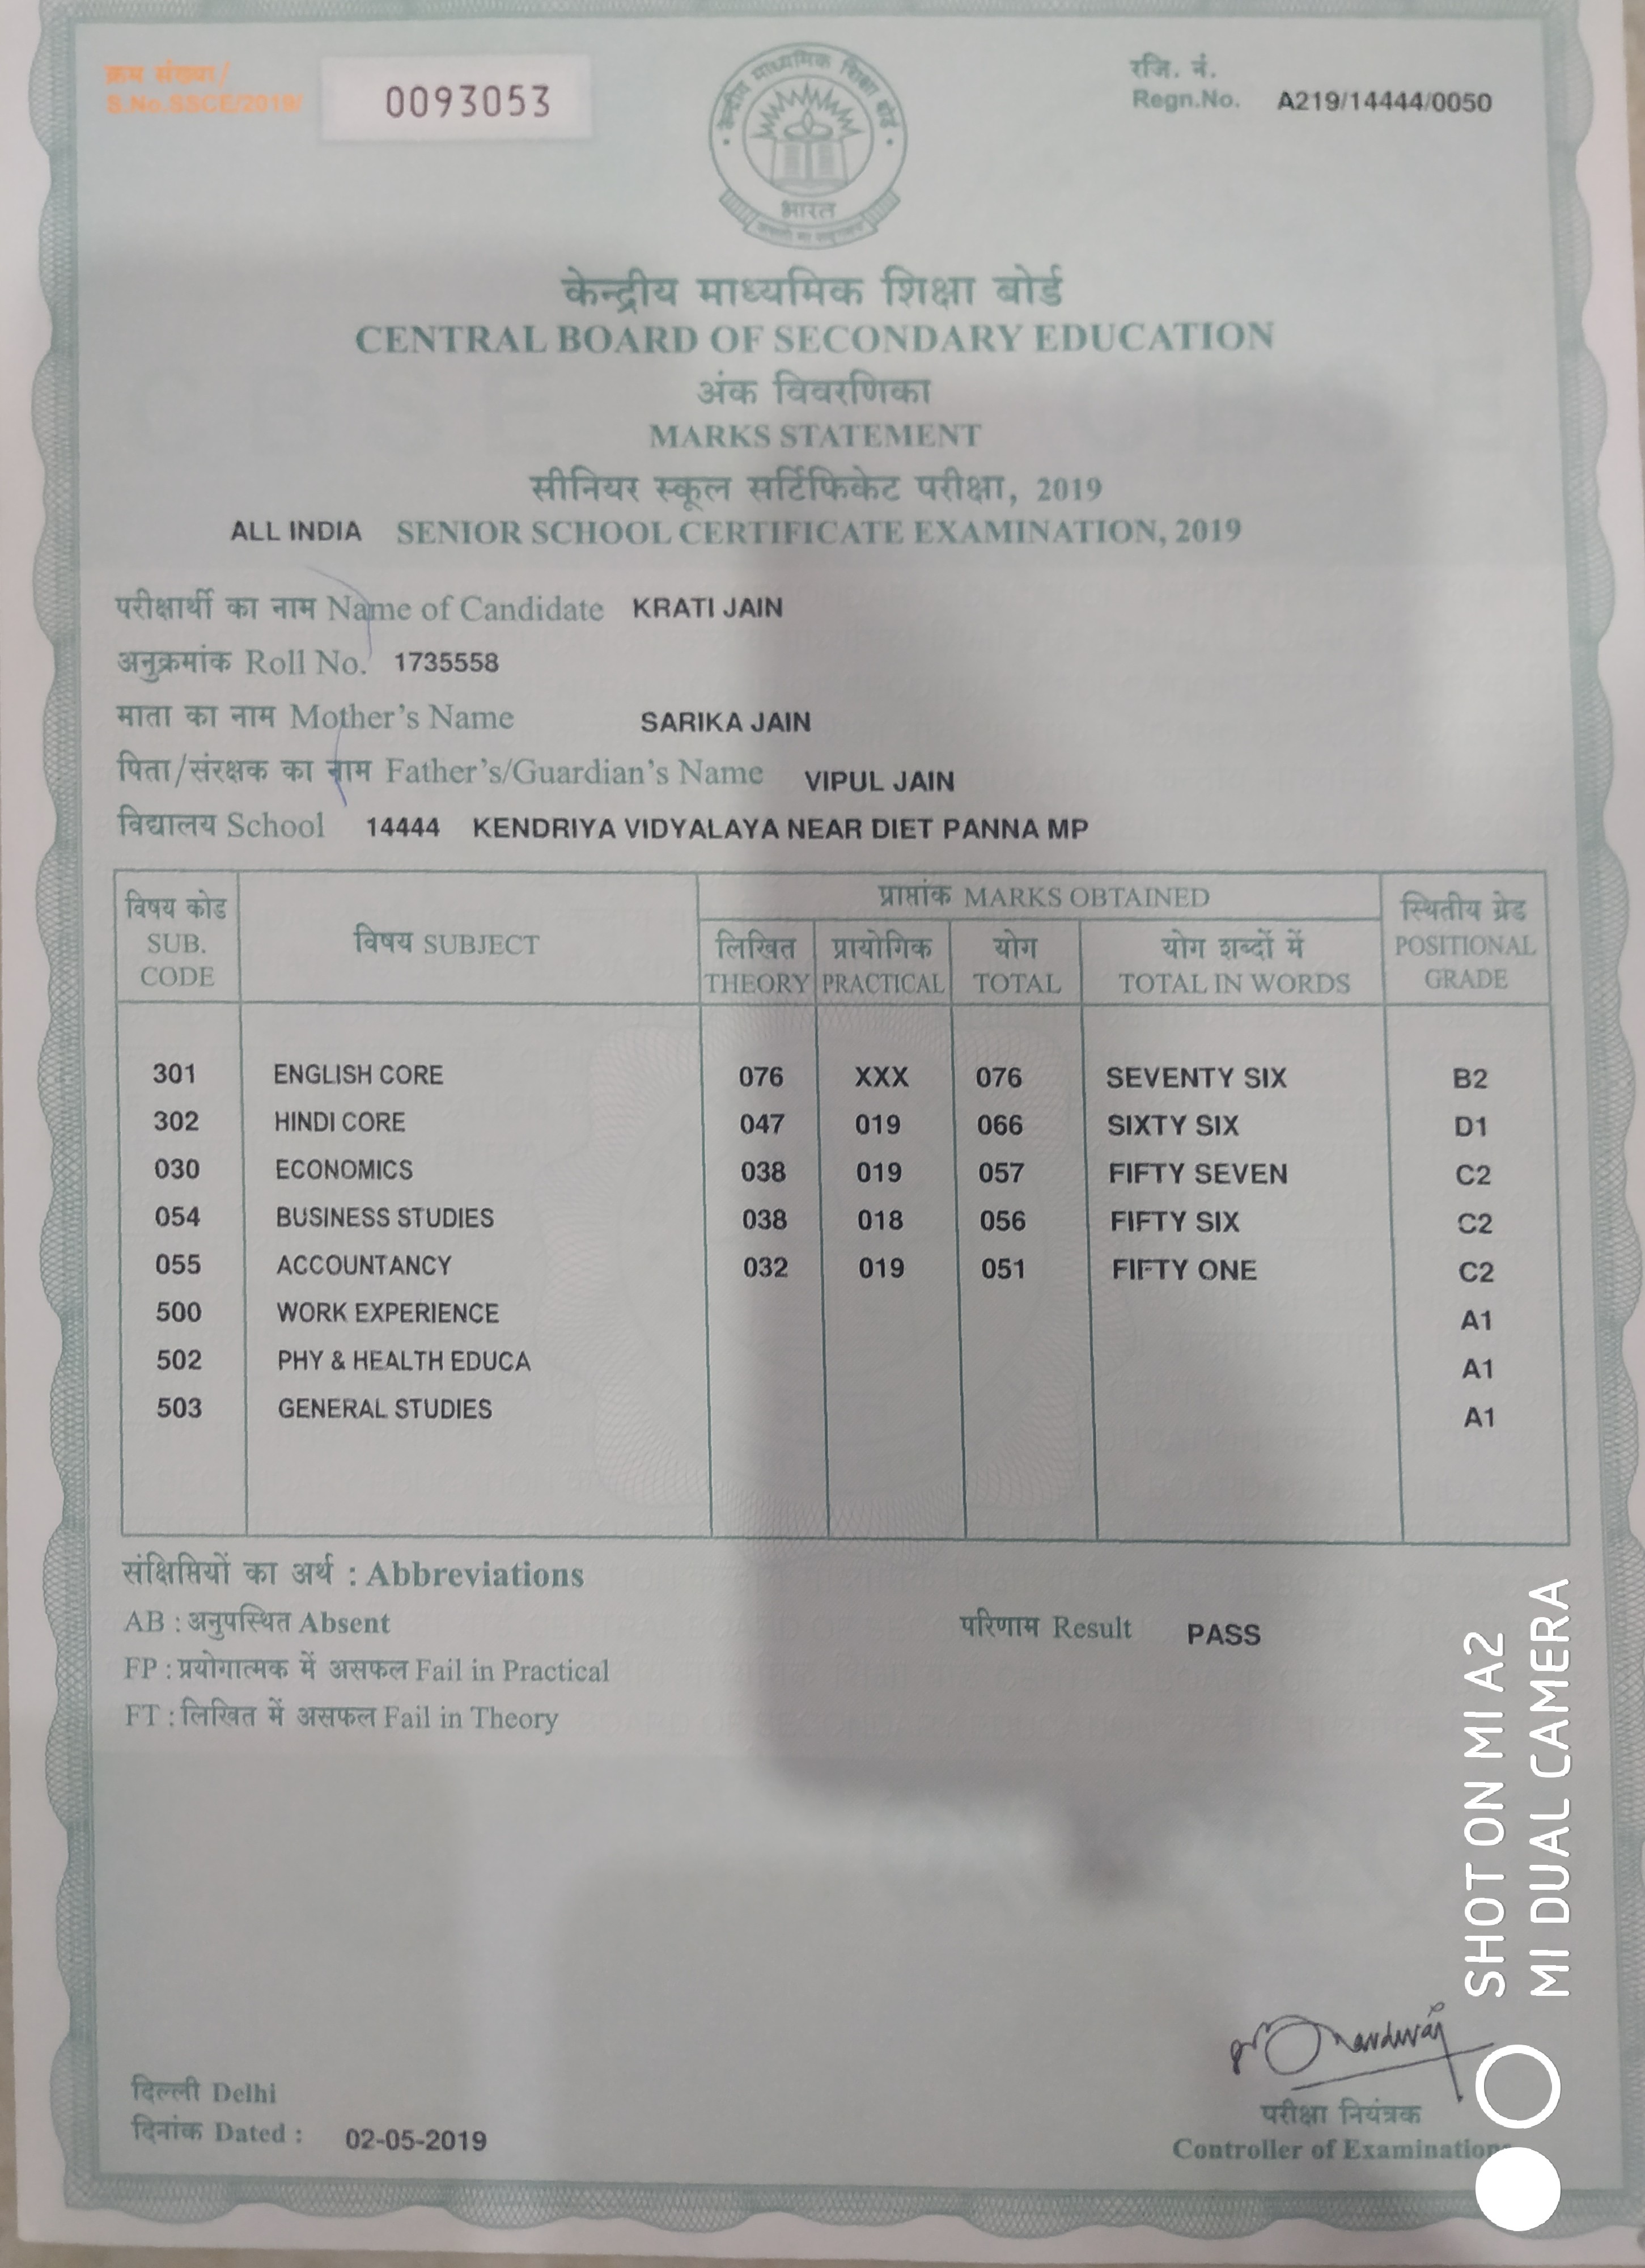 क्रम संख्या/
S.No.SSCE/2019/
0093053
रजि. नं.
Regn.No. A219/14444/0050
केन्द्रीय माध्यमिक शिक्षा बोर्ड
भारत
केन्द्रीय माध्यमिक शिक्षा बोर्ड
CENTRAL BOARD OF SECONDARY EDUCATION
अंक विवरणिका
MARKS STATEMENT
सीनियर स्कूल सर्टिफिकेट परीक्षा, 2019
ALL INDIA SENIOR SCHOOL CERTIFICATE EXAMINATION, 2019
परीक्षार्थी का नाम Name of Candidate KRATI JAIN
अनुक्रमांक Roll No. 1735558
माता का नाम Mother's Name SARIKA JAIN
पिता/संरक्षक का नाम Father's/Guardian's Name VIPUL JAIN
विद्यालय School 14444 KENDRIYA VIDYALAYA NEAR DIET PANNA MP
विषय कोड
SUB.
CODE
विषय SUBJECT
प्राप्तांक MARKS OBTAINED
लिखित
THEORY
प्रायोगिक
PRACTICAL
योग
TOTAL
योग शब्दों में
TOTAL IN WORDS
स्थितीय ग्रेड
POSITIONAL
GRADE
301 ENGLISH CORE 076 XXX 076 SEVENTY SIX B2
302 HINDI CORE 047 019 066 SIXTY SIX D1
030 ECONOMICS 038 019 057 FIFTY SEVEN C2
054 BUSINESS STUDIES 038 018 056 FIFTY SIX C2
055 ACCOUNTANCY 032 019 051 FIFTY ONE C2
500 WORK EXPERIENCE A1
502 PHY & HEALTH EDUCA A1
503 GENERAL STUDIES A1
संक्षिप्तियों का अर्थ : Abbreviations
AB : अनुपस्थित Absent
परिणाम Result PASS
FP : प्रयोगात्मक में असफल Fail in Practical
FT : लिखित में असफल Fail in Theory
दिल्ली Delhi
दिनांक Dated : 02-05-2019
परीक्षा नियंत्रक
Controller of Examinations
SHOT ON MI A2
MI DUAL CAMERA